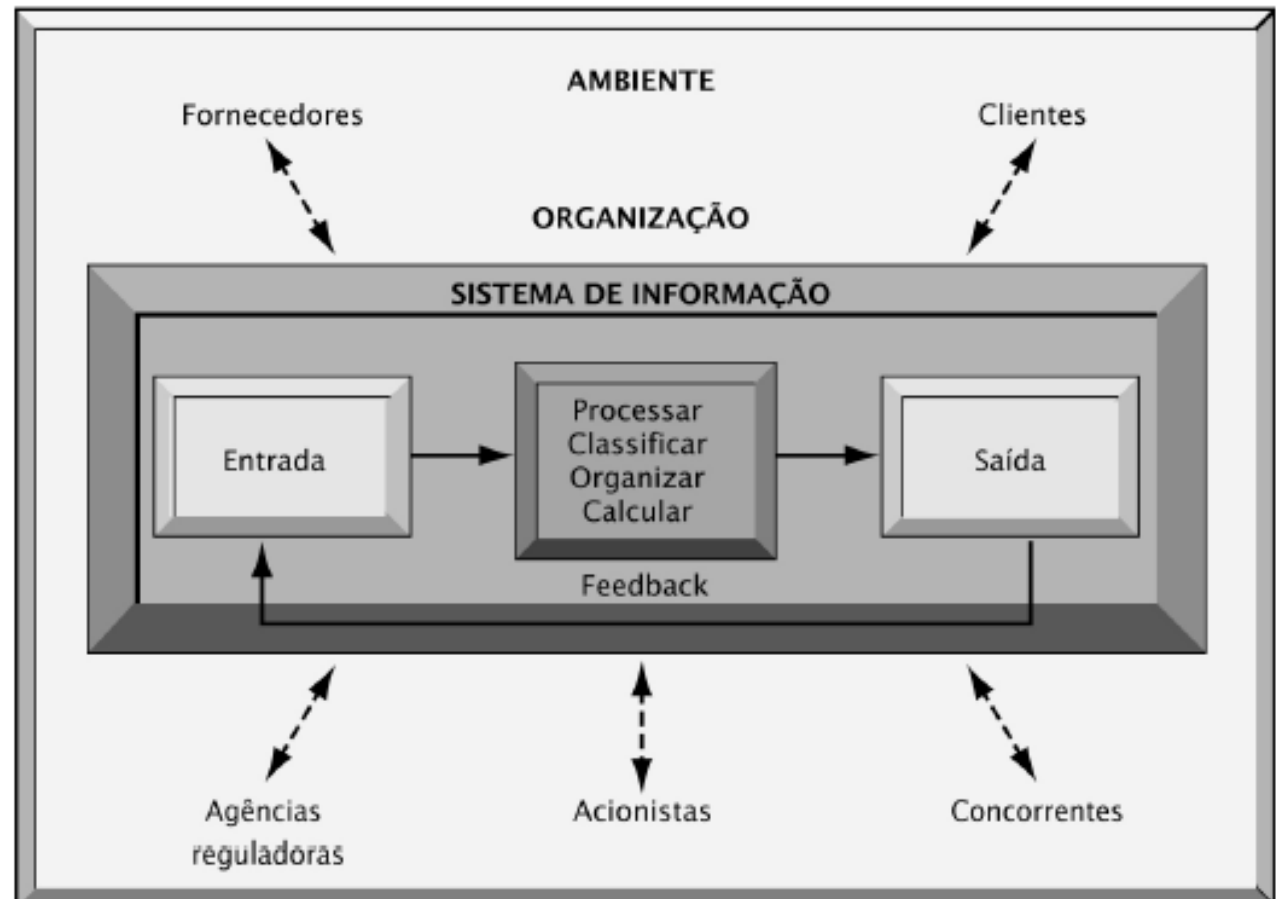 AMBIENTE
Fornecedores
Clientes
ORGANIZAÇÃO
SISTEMA DE INFORMAÇÃO
Entrada
Processar
Classificar
Organizar
Calcular
Saída
Feedback
Agências
reguladoras
Acionistas
Concorrentes